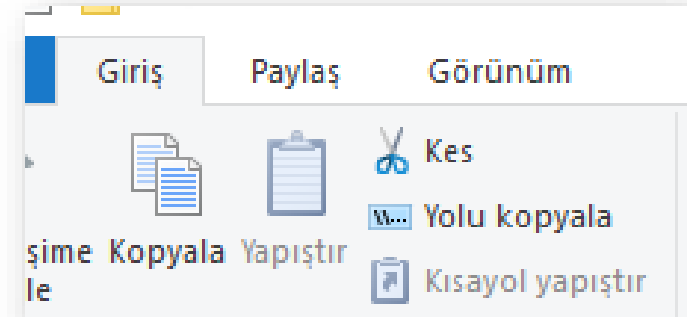 Giriş Paylaş Görünüm
Kes
Yolu kopyala
şime Kopyala Yapıştır
le
Kısayol yapıştır